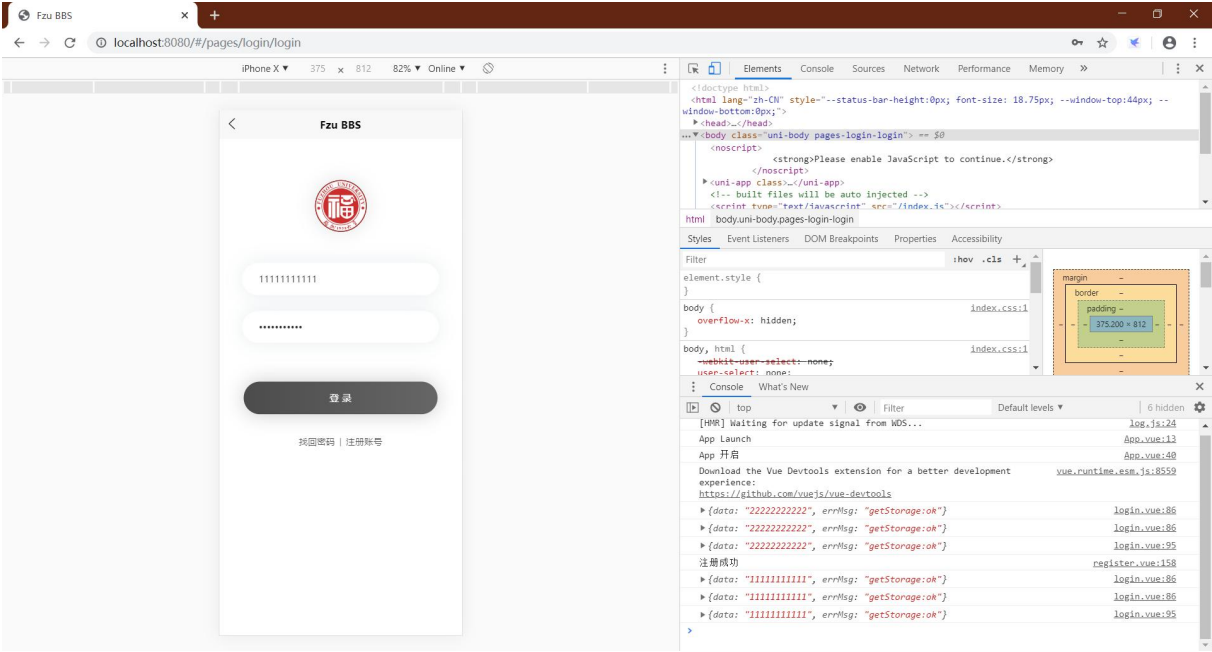 Fzu BBS
localhost:8080/#/pages/login/login
iPhone X ▼ 375 x 812 82% ▼ Online ▼
Fzu BBS
FUZHOU UNIVERSITY
福
11111111111
•••••••••••
登录
找回密码 | 注册账号
Elements Console Sources Network Performance Memory »
<!doctype html>
<html lang="zh-CN" style="--status-bar-height:0px; font-size: 18.75px; --window-top:44px; --
window-bottom:0px;">
▶<head>…</head>
…▼<body class="uni-body pages-login-login"> == $0
<noscript>
<strong>Please enable JavaScript to continue.</strong>
</noscript>
▶<uni-app class>…</uni-app>
<!-- built files will be auto injected -->
<script type="text/javascript" src="/index.js"></script>
html body.uni-body.pages-login-login
Styles Event Listeners DOM Breakpoints Properties Accessibility
Filter :hov .cls +
element.style {
}
body { index.css:1
overflow-x: hidden;
}
body, html { index.css:1
-webkit-user-select: none;
user-select: none;
margin –
border –
padding –
– – – 375.200 × 812 – – –
–
–
–
Console What's New
top ▼ Filter Default levels ▼ 6 hidden
[HMR] Waiting for update signal from WDS... log.js:24
App Launch App.vue:13
App 开启 App.vue:40
Download the Vue Devtools extension for a better development vue.runtime.esm.js:8559
experience:
https://github.com/vuejs/vue-devtools
▶{data: "22222222222", errMsg: "getStorage:ok"} login.vue:86
▶{data: "22222222222", errMsg: "getStorage:ok"} login.vue:86
▶{data: "22222222222", errMsg: "getStorage:ok"} login.vue:95
注册成功 register.vue:158
▶{data: "11111111111", errMsg: "getStorage:ok"} login.vue:86
▶{data: "11111111111", errMsg: "getStorage:ok"} login.vue:86
▶{data: "11111111111", errMsg: "getStorage:ok"} login.vue:95
>